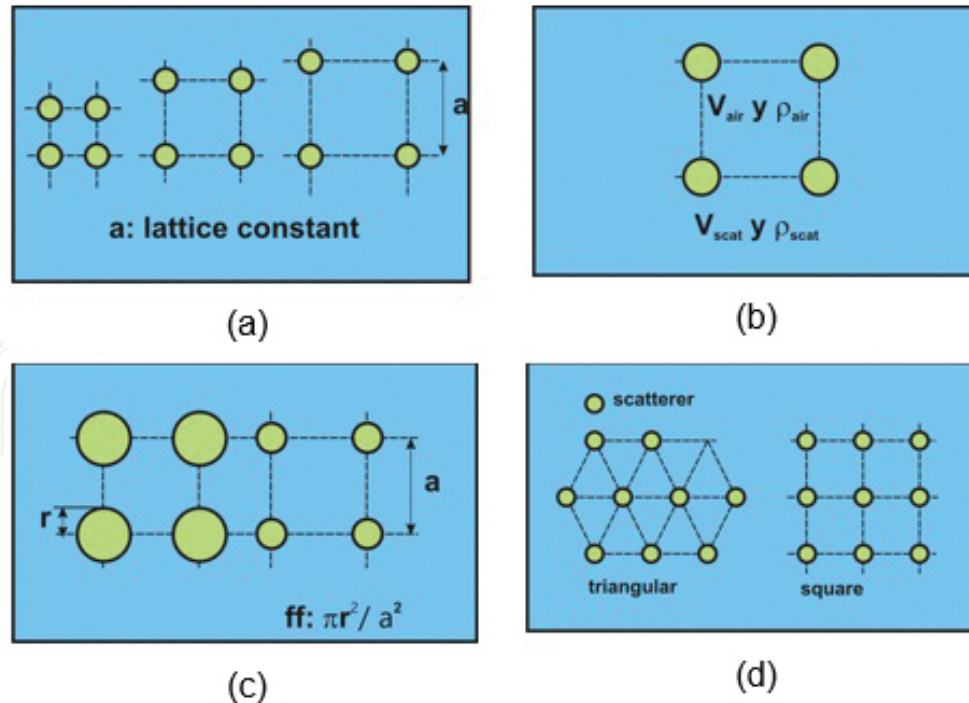 a
a: lattice constant
(a)
V_air y ρ_air
V_scat y ρ_scat
(b)
r
a
ff: πr²/ a²
(c)
scatterer
triangular
square
(d)